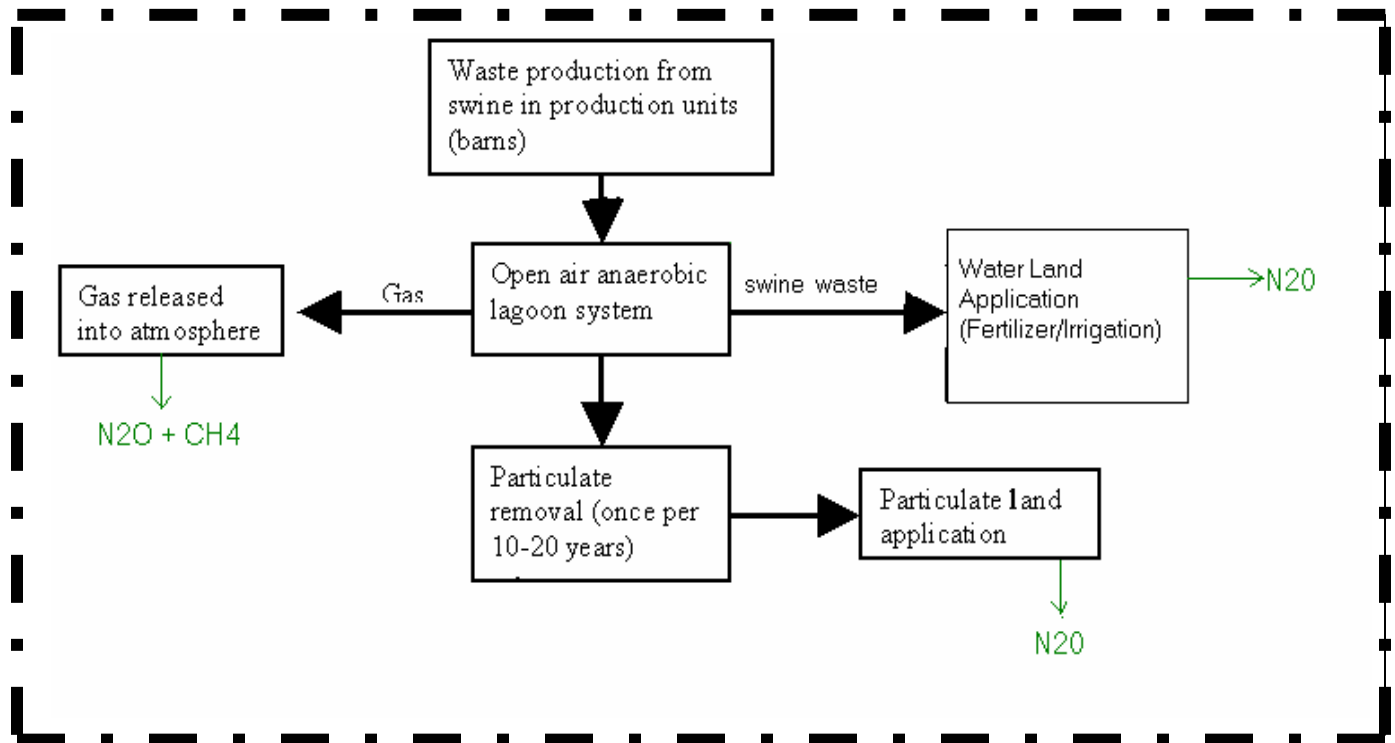 Waste production from
swine in production units
(barns)
Open air anaerobic
lagoon system
Gas
swine waste
Gas released
into atmosphere
N2O + CH4
Water Land
Application
(Fertilizer/Irrigation)
N20
Particulate
removal (once per
10-20 years)
Particulate land
application
N20